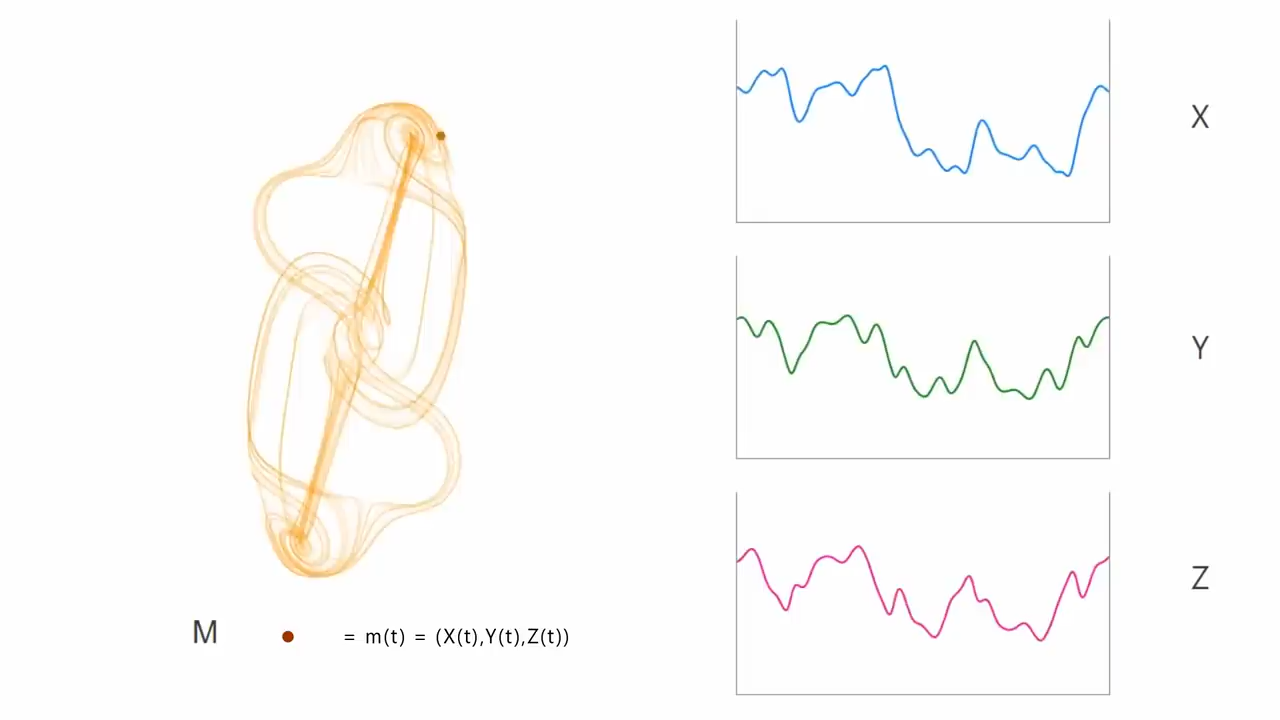 X
Y
Z
M = m(t) = (X(t),Y(t),Z(t))